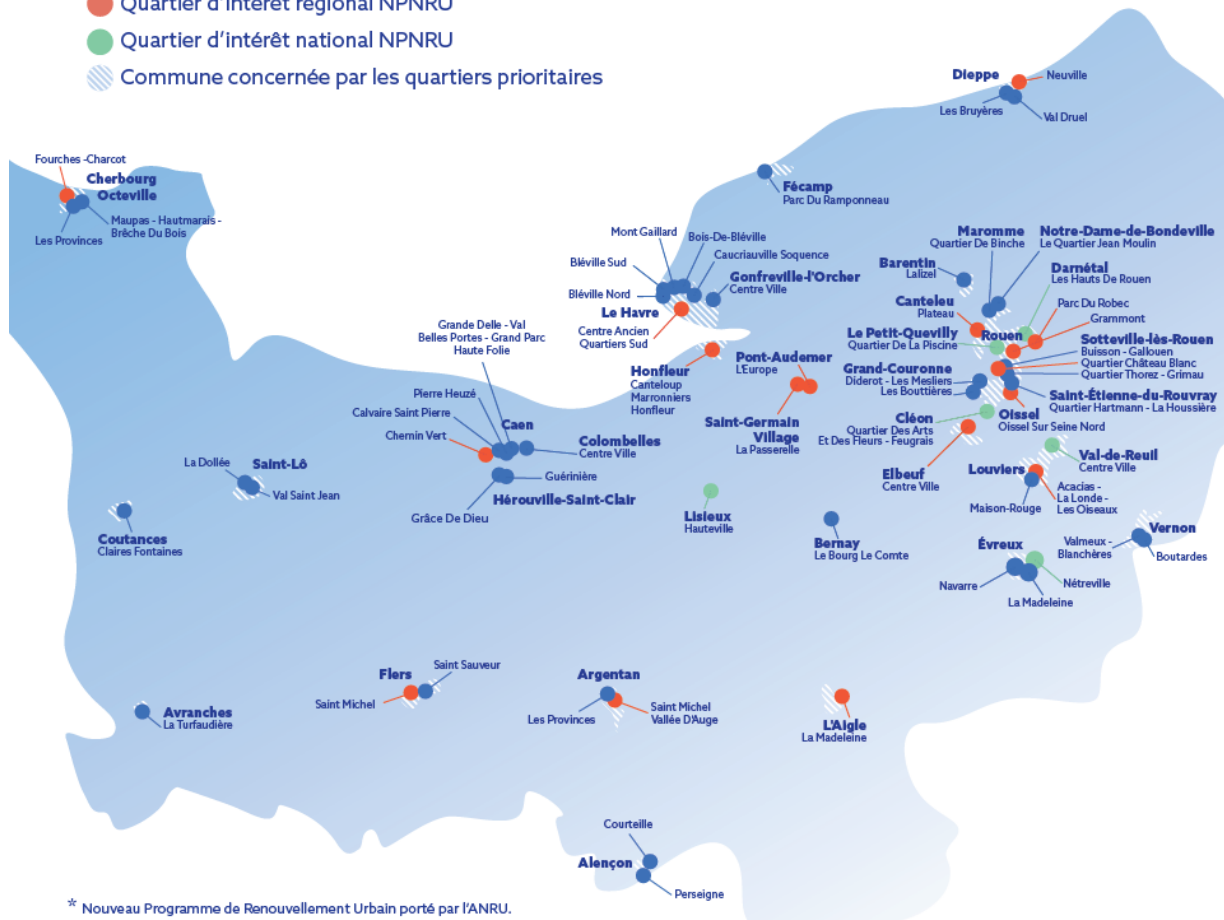 Quartier d'intérêt régional NPNRU
Quartier d'intérêt national NPNRU
Commune concernée par les quartiers prioritaires
Dieppe
Neuville
Les Bruyères
Val Druel
Fourches -Charcot
Cherbourg
Octeville
Maupas - Hautmarais -
Brêche Du Bois
Les Provinces
Fécamp
Parc Du Ramponneau
Mont Gaillard
Bois-De-Bléville
Bléville Sud
Caucriauville Soquence
Bléville Nord
Gonfreville-l'Orcher
Centre Ville
Le Havre
Centre Ancien
Quartiers Sud
Maromme
Quartier De Binche
Notre-Dame-de-Bondeville
Le Quartier Jean Moulin
Barentin
Lalizel
Darnétal
Les Hauts De Rouen
Canteleu
Plateau
Parc Du Robec
Grammont
Rouen
Le Petit-Quevilly
Quartier De La Piscine
Sotteville-lès-Rouen
Buisson - Gallouen
Quartier Château Blanc
Quartier Thorez - Grimau
Grand-Couronne
Diderot - Les Mesliers
Les Bouttières
Saint-Étienne-du-Rouvray
Quartier Hartmann - La Houssière
Honfleur
Canteloup
Marronniers
Honfleur
Pont-Audemer
L'Europe
Saint-Germain
Village
La Passerelle
Cléon
Quartier Des Arts
Et Des Fleurs - Feugrais
Oissel
Oissel Sur Seine Nord
Elbeuf
Centre Ville
Val-de-Reuil
Centre Ville
Louviers
Maison-Rouge
Acacias -
La Londe -
Les Oiseaux
Grande Delle - Val
Belles Portes - Grand Parc
Haute Folie
Pierre Heuzé
Calvaire Saint Pierre
Chemin Vert
Caen
Colombelles
Centre Ville
Guérinière
Hérouville-Saint-Clair
Grâce De Dieu
La Dollée
Saint-Lô
Val Saint Jean
Coutances
Claires Fontaines
Lisieux
Hauteville
Bernay
Le Bourg Le Comte
Évreux
Navarre
Nétreville
La Madeleine
Vernon
Valmeux -
Blanchères
Boutardes
Flers
Saint Sauveur
Saint Michel
Avranches
La Turfaudière
Argentan
Les Provinces
Saint Michel
Vallée D'Auge
L'Aigle
La Madeleine
Courteille
Alençon
Perseigne
* Nouveau Programme de Renouvellement Urbain porté par l'ANRU.